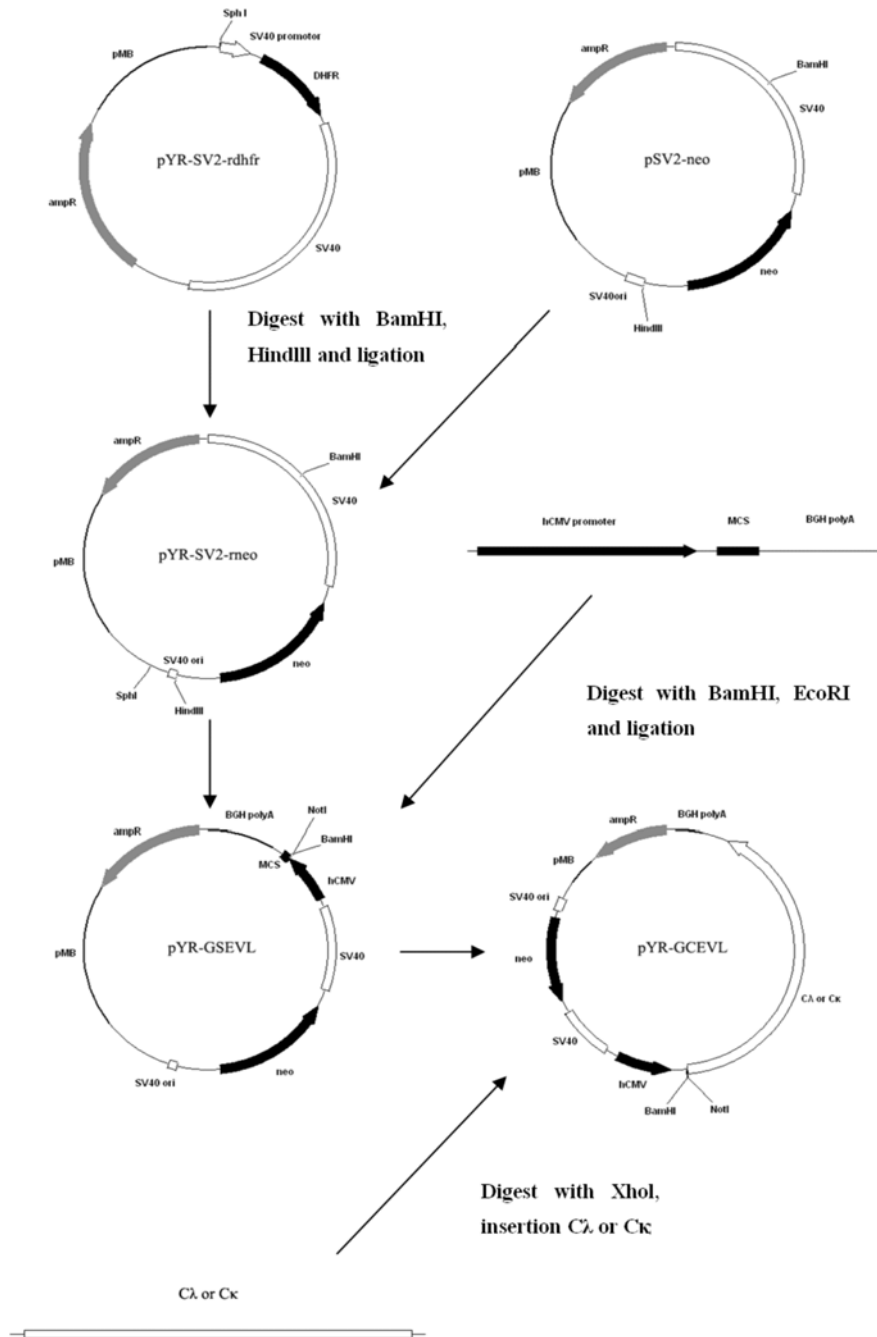 Sph I
SV40 promotor
pMB
DHFR
pYR-SV2-rdhfr
ampR
SV40
ampR
BamHI
SV40
pSV2-neo
pMB
neo
SV40ori
HindIII
Digest with BamHI,
HindIII and ligation
ampR
BamHI
SV40
pYR-SV2-rneo
pMB
SV40 ori
neo
SphI
HindIII
hCMV promoter
MCS
BGH polyA
Digest with BamHI, EcoRI
and ligation
ampR
BGH polyA
NotI
BamHI
MCS
hCMV
pYR-GSEVL
pMB
SV40
SV40 ori
neo
ampR
BGH polyA
pMB
SV40 ori
pYR-GCEVL
neo
Cλ or Cκ
SV40
hCMV
BamHI
NotI
Digest with XhoI,
insertion Cλ or Cκ
Cλ or Cκ